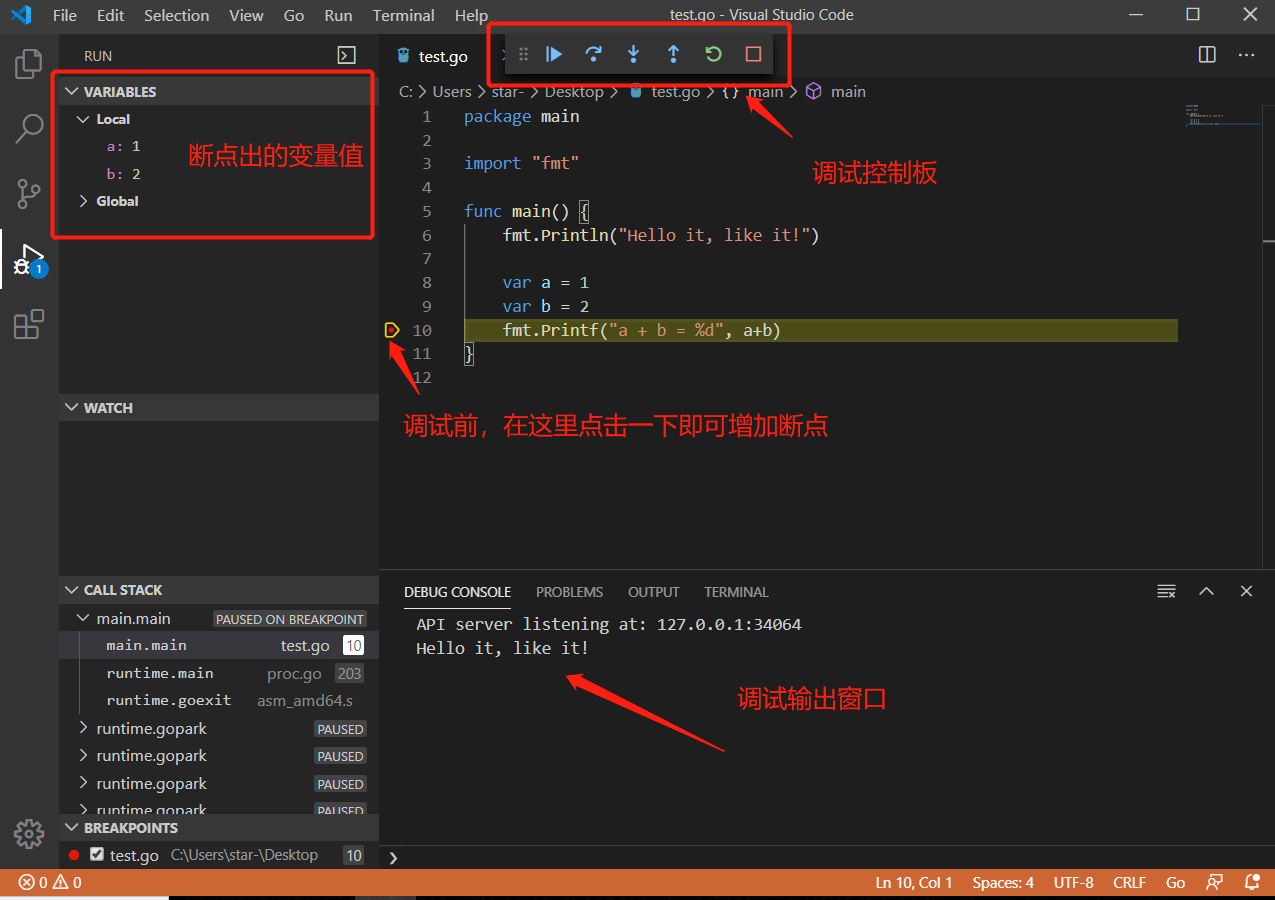 File Edit Selection View Go Run Terminal Help test.go - Visual Studio Code
RUN
VARIABLES
Local
a: 1
b: 2
Global
断点出的变量值
1
WATCH
CALL STACK
main.main PAUSED ON BREAKPOINT
main.main test.go 10
runtime.main proc.go 203
runtime.goexit asm_amd64.s
runtime.gopark PAUSED
runtime.gopark PAUSED
runtime.gopark PAUSED
runtime.gopark PAUSED
BREAKPOINTS
test.go C:\Users\star-\Desktop 10
test.go
C: > Users > star- > Desktop > test.go > {} main > main
调试控制板
1 package main
2
3 import "fmt"
4
5 func main() {
6 fmt.Println("Hello it, like it!")
7
8 var a = 1
9 var b = 2
10 fmt.Printf("a + b = %d", a+b)
11 }
12
调试前，在这里点击一下即可增加断点
DEBUG CONSOLE PROBLEMS OUTPUT TERMINAL
API server listening at: 127.0.0.1:34064
Hello it, like it!
调试输出窗口
0 0 Ln 10, Col 1 Spaces: 4 UTF-8 CRLF Go